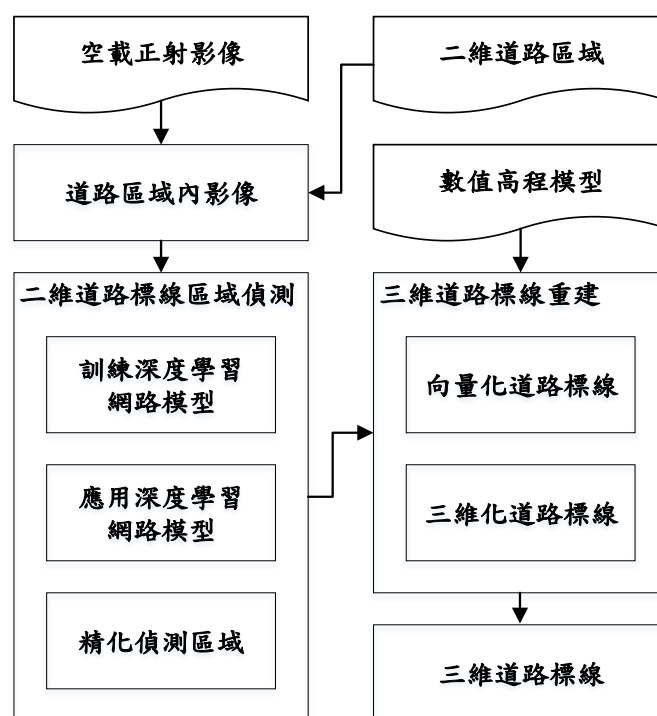 空載正射影像
二維道路區域
道路區域內影像
數值高程模型
二維道路標線區域偵測
訓練深度學習
網路模型
應用深度學習
網路模型
精化偵測區域
三維道路標線重建
向量化道路標線
三維化道路標線
三維道路標線